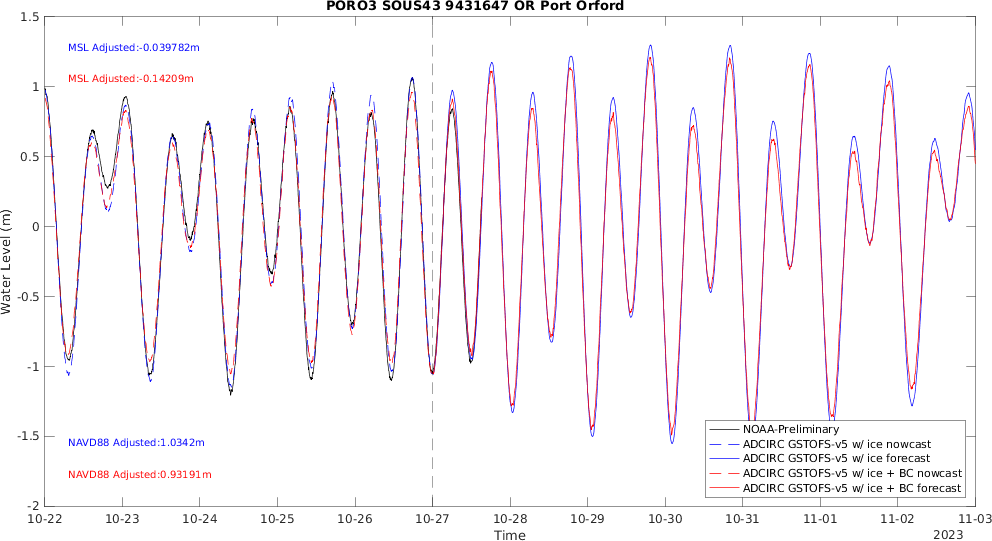 PORO3 SOUS43 9431647 OR Port Orford
1.5
1
0.5
0
-0.5
-1
-1.5
-2
Water Level (m)
MSL Adjusted:-0.039782m
MSL Adjusted:-0.14209m
NAVD88 Adjusted:1.0342m
NAVD88 Adjusted:0.93191m
NOAA-Preliminary
ADCIRC GSTOFS-v5 w/ ice nowcast
ADCIRC GSTOFS-v5 w/ ice forecast
ADCIRC GSTOFS-v5 w/ ice + BC nowcast
ADCIRC GSTOFS-v5 w/ ice + BC forecast
10-22 10-23 10-24 10-25 10-26 10-27 10-28 10-29 10-30 10-31 11-01 11-02 11-03
Time
2023